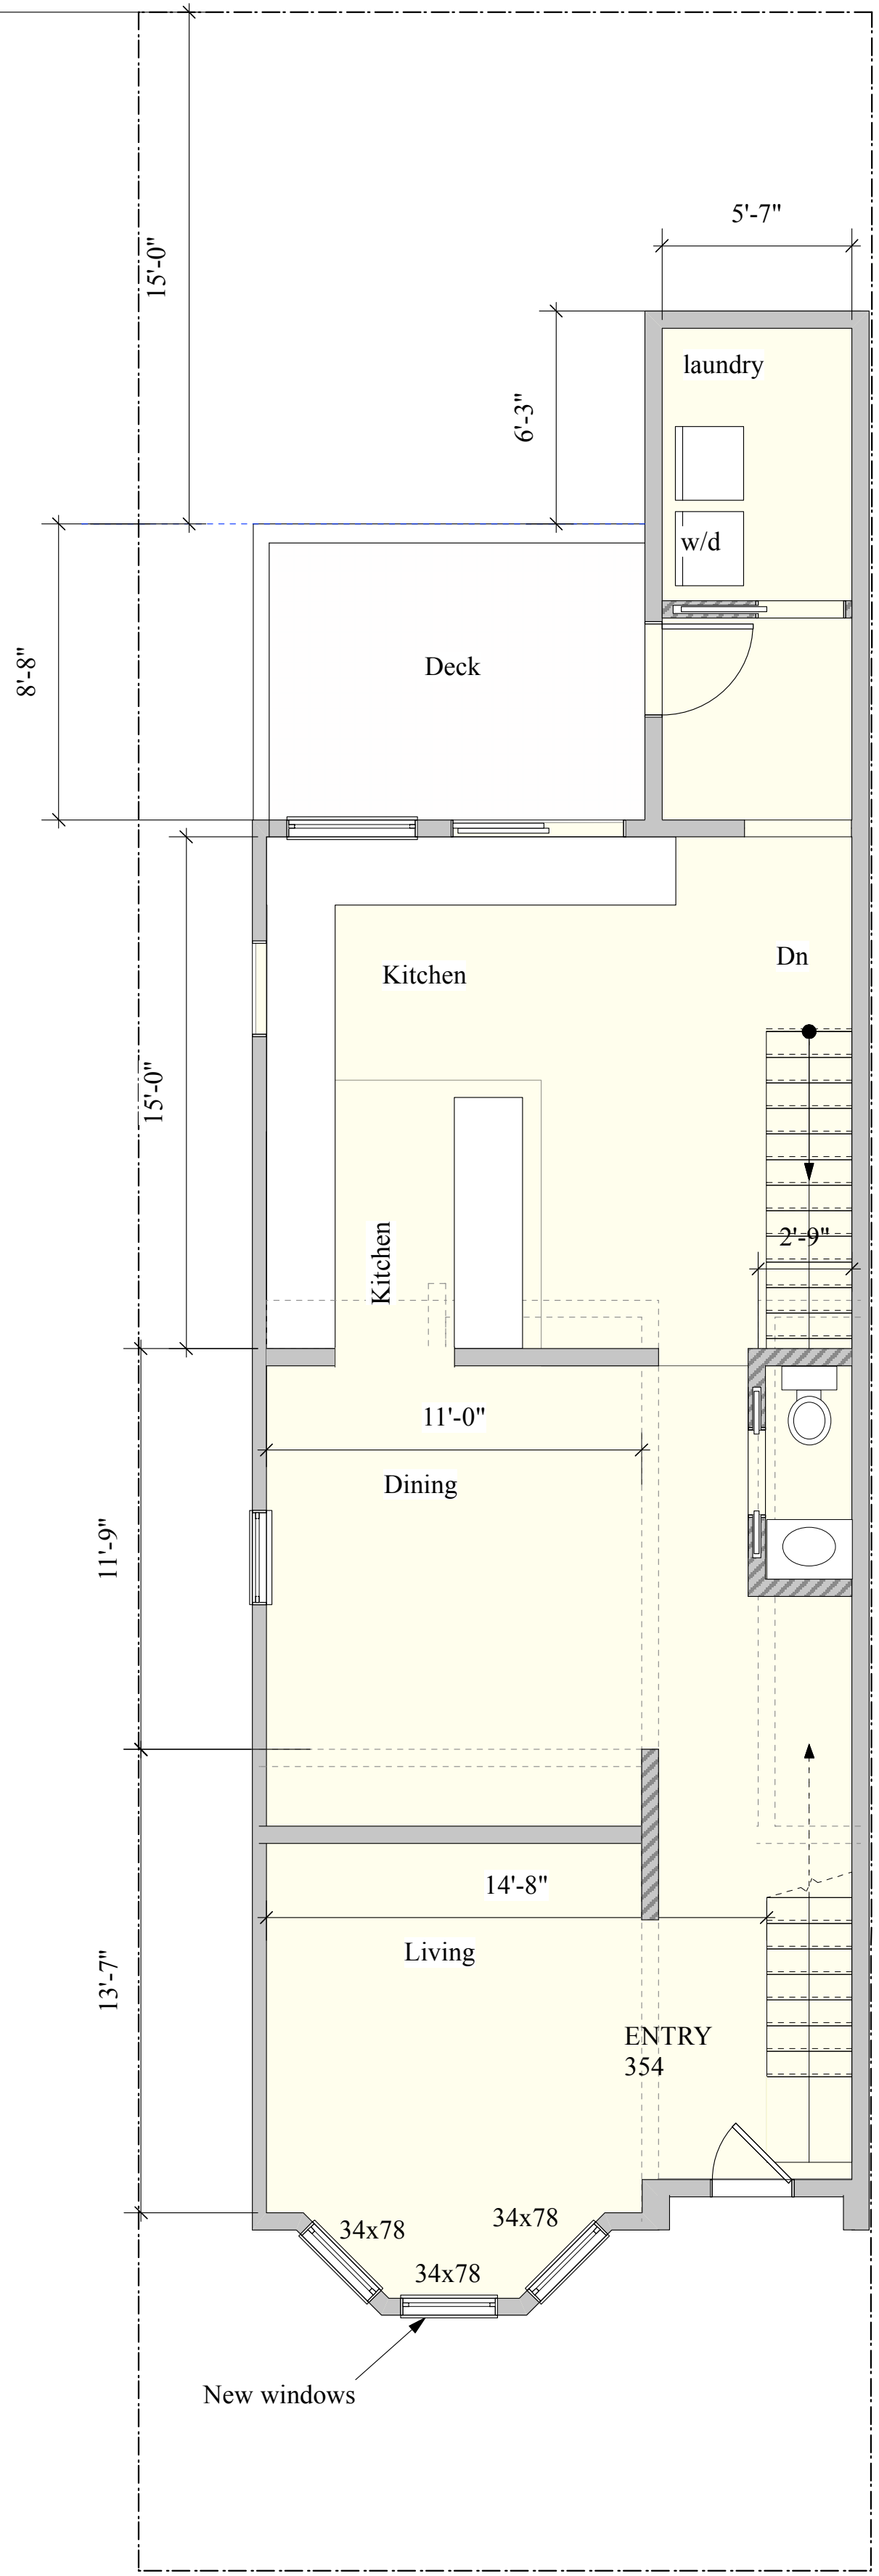 5'-7"
15'-0"
laundry
6'-3"
w/d
Deck
8'-8"
Dn
Kitchen
15'-0"
2'-9"
Kitchen
11'-0"
Dining
11'-9"
14'-8"
Living
13'-7"
ENTRY
354
34x78
34x78
34x78
New windows